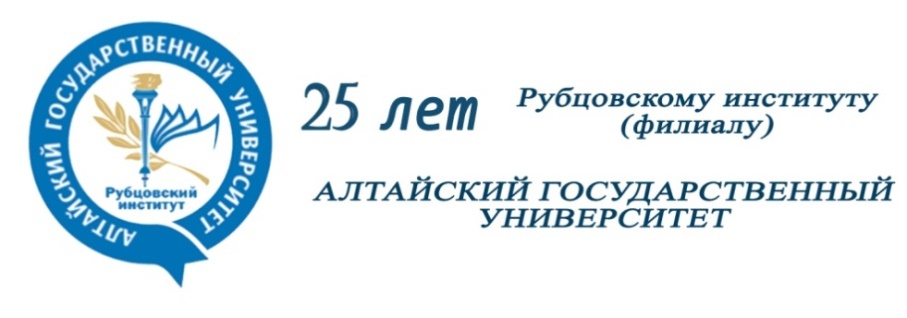 АЛТАЙСКИЙ ГОСУДАРСТВЕННЫЙ УНИВЕРСИТЕТ
Рубцовский
институт
25 лет
Рубцовскому институту
(филиалу)
АЛТАЙСКИЙ ГОСУДАРСТВЕННЫЙ
УНИВЕРСИТЕТ